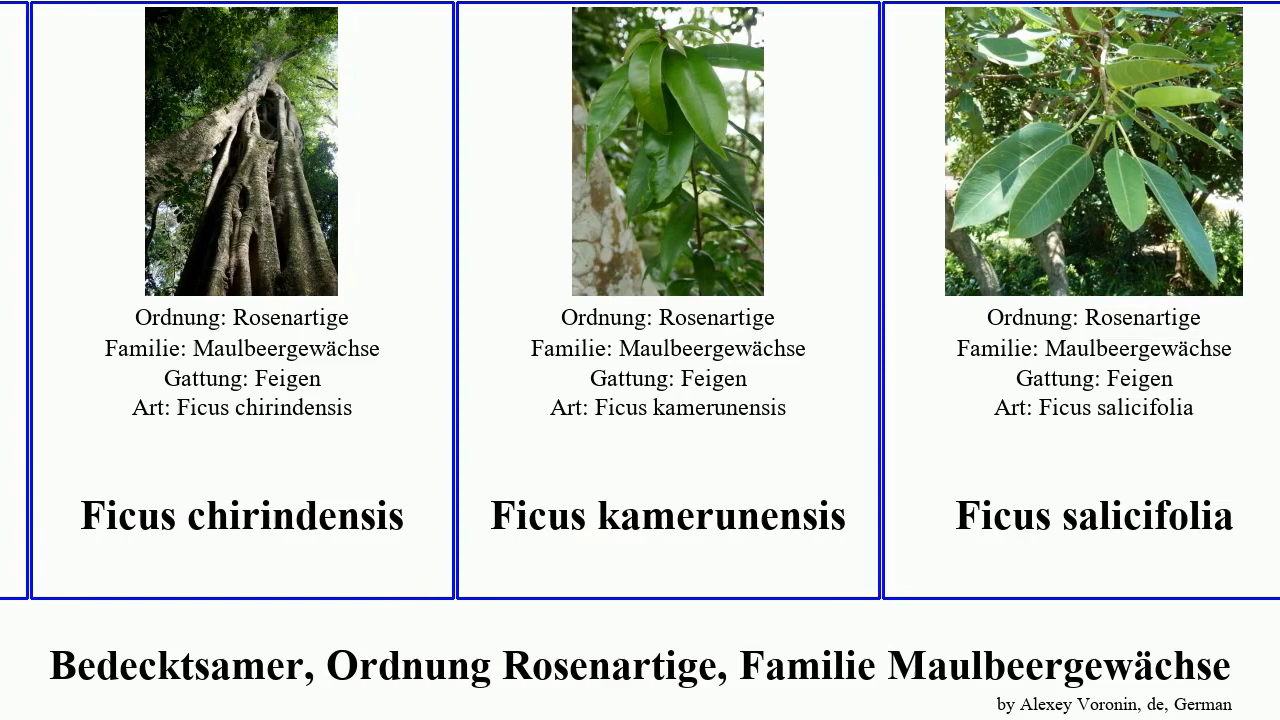 Ordnung: Rosenartige
Familie: Maulbeergewächse
Gattung: Feigen
Art: Ficus chirindensis
Ficus chirindensis
Ordnung: Rosenartige
Familie: Maulbeergewächse
Gattung: Feigen
Art: Ficus kamerunensis
Ficus kamerunensis
Ordnung: Rosenartige
Familie: Maulbeergewächse
Gattung: Feigen
Art: Ficus salicifolia
Ficus salicifolia
Bedecktsamer, Ordnung Rosenartige, Familie Maulbeergewächse
by Alexey Voronin, de, German